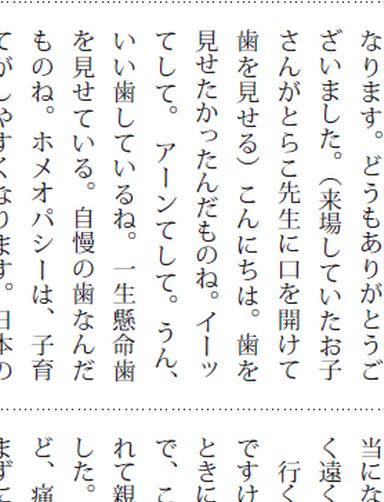 なります。どうもありがとうご
ざいました。（来場していたお子
さんがとらこ先生に口を開けて
歯を見せる）こんにちは。歯を
見せたかったんだものね。イーッ
てして。アーンてして。うん、
いい歯しているね。一生懸命歯
を見せている。自慢の歯なんだ
ものね。ホメオパシーは、子育
てがしやすくなります。日本の
当にな
く遠く
行く
ですけ
ときに
で、こ
れて親
した。
ど、痛
まずに